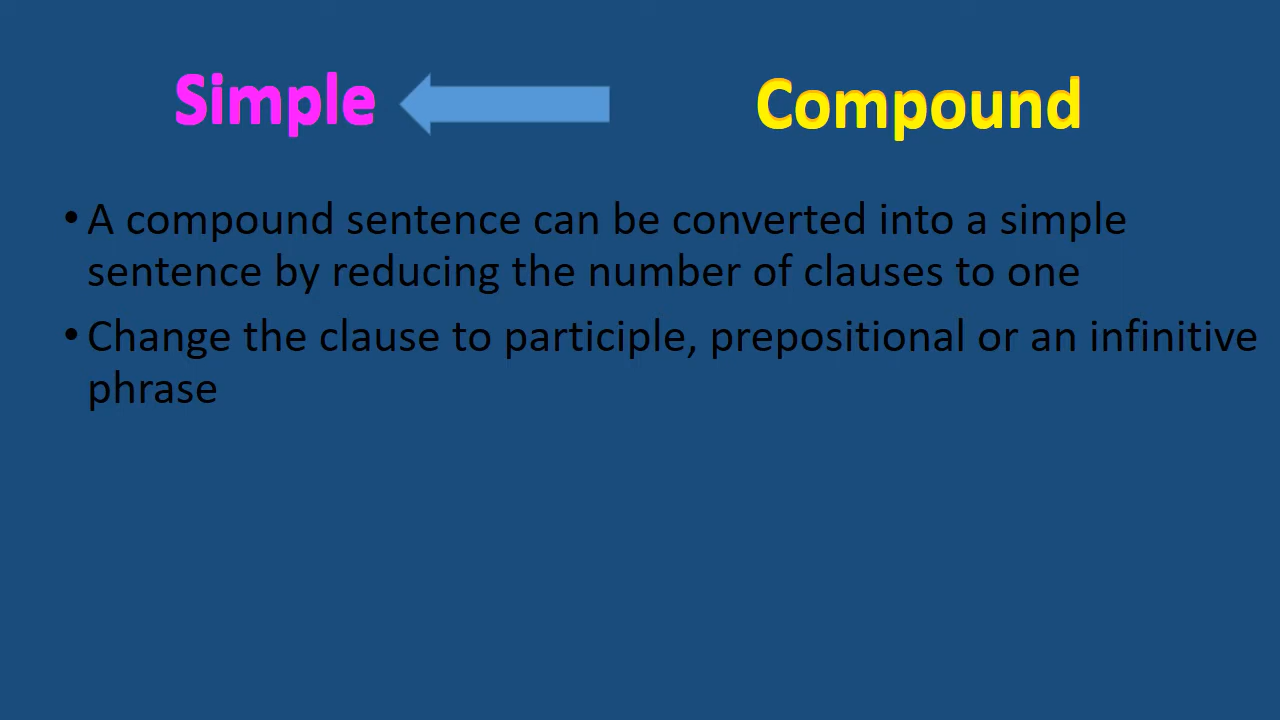 Simple Compound
• A compound sentence can be converted into a simple
sentence by reducing the number of clauses to one
• Change the clause to participle, prepositional or an infinitive
phrase